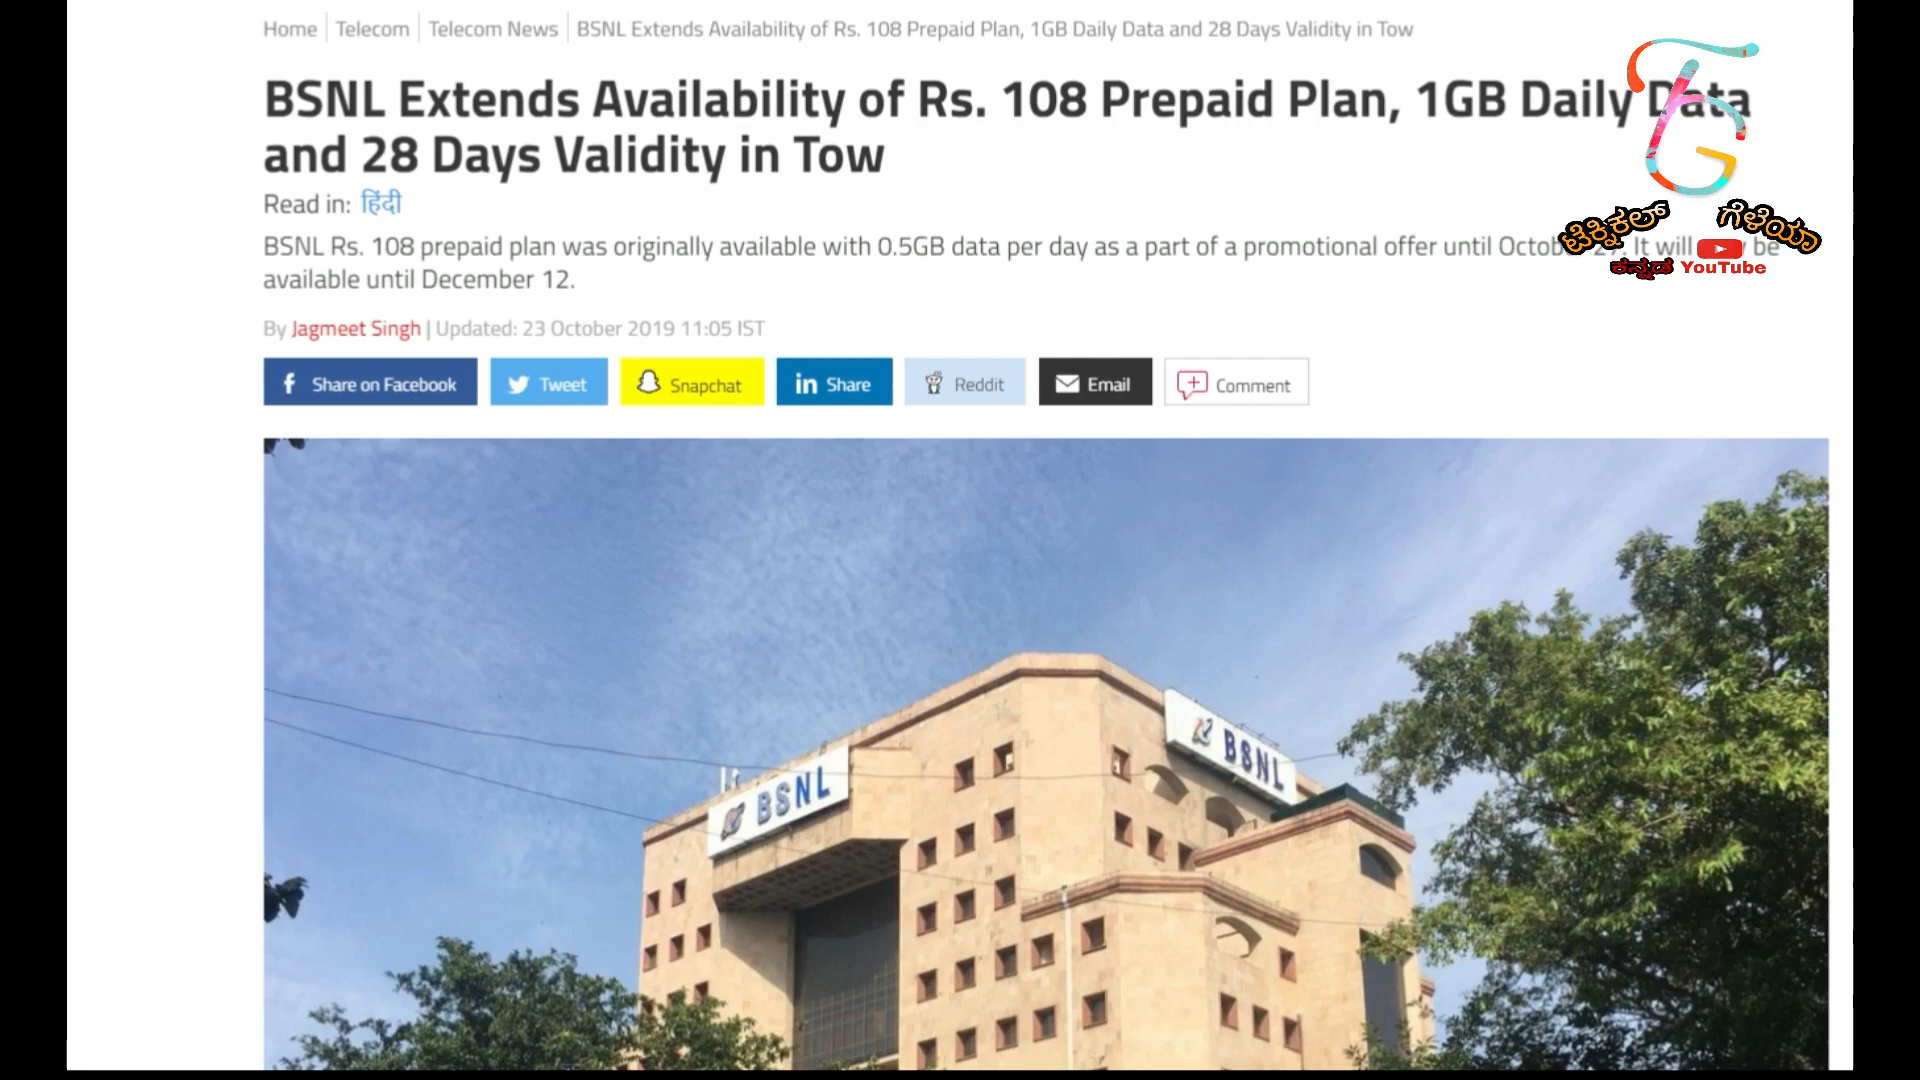 Home
Telecom
Telecom News
BSNL Extends Availability of Rs. 108 Prepaid Plan, 1GB Daily Data and 28 Days Validity in Tow
BSNL Extends Availability of Rs. 108 Prepaid Plan, 1GB Daily Data
and 28 Days Validity in Tow
Read in: हिंदी
BSNL Rs. 108 prepaid plan was originally available with 0.5GB data per day as a part of a promotional offer until It will be
available until December 12.
By Jagmeet Singh | Updated: 23 October 2019 11:05 IST
Share on Facebook
Tweet
Snapchat
Share
Reddit
Email
Comment
TG
ಟೆಕ್ನಿಕಲ್ ಗೆಳೆಯಾ
ಕನ್ನಡ YouTube
BSNL
BSNL